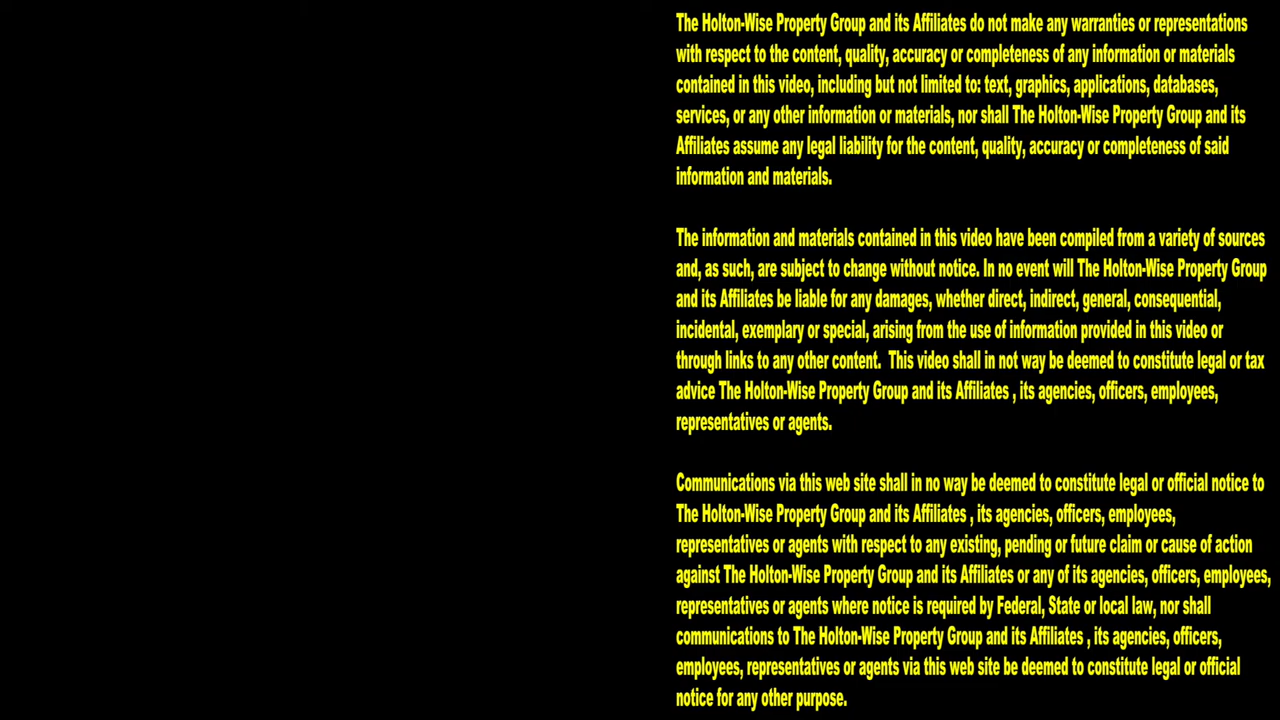 The Holton-Wise Property Group and its Affiliates do not make any warranties or representations
with respect to the content, quality, accuracy or completeness of any information or materials
contained in this video, including but not limited to: text, graphics, applications, databases,
services, or any other information or materials, nor shall The Holton-Wise Property Group and its
Affiliates assume any legal liability for the content, quality, accuracy or completeness of said
information and materials.
The information and materials contained in this video have been compiled from a variety of sources
and, as such, are subject to change without notice. In no event will The Holton-Wise Property Group
and its Affiliates be liable for any damages, whether direct, indirect, general, consequential,
incidental, exemplary or special, arising from the use of information provided in this video or
through links to any other content.  This video shall in not way be deemed to constitute legal or tax
advice The Holton-Wise Property Group and its Affiliates , its agencies, officers, employees,
representatives or agents.
Communications via this web site shall in no way be deemed to constitute legal or official notice to
The Holton-Wise Property Group and its Affiliates , its agencies, officers, employees,
representatives or agents with respect to any existing, pending or future claim or cause of action
against The Holton-Wise Property Group and its Affiliates or any of its agencies, officers, employees,
representatives or agents where notice is required by Federal, State or local law, nor shall
communications to The Holton-Wise Property Group and its Affiliates , its agencies, officers,
employees, representatives or agents via this web site be deemed to constitute legal or official
notice for any other purpose.